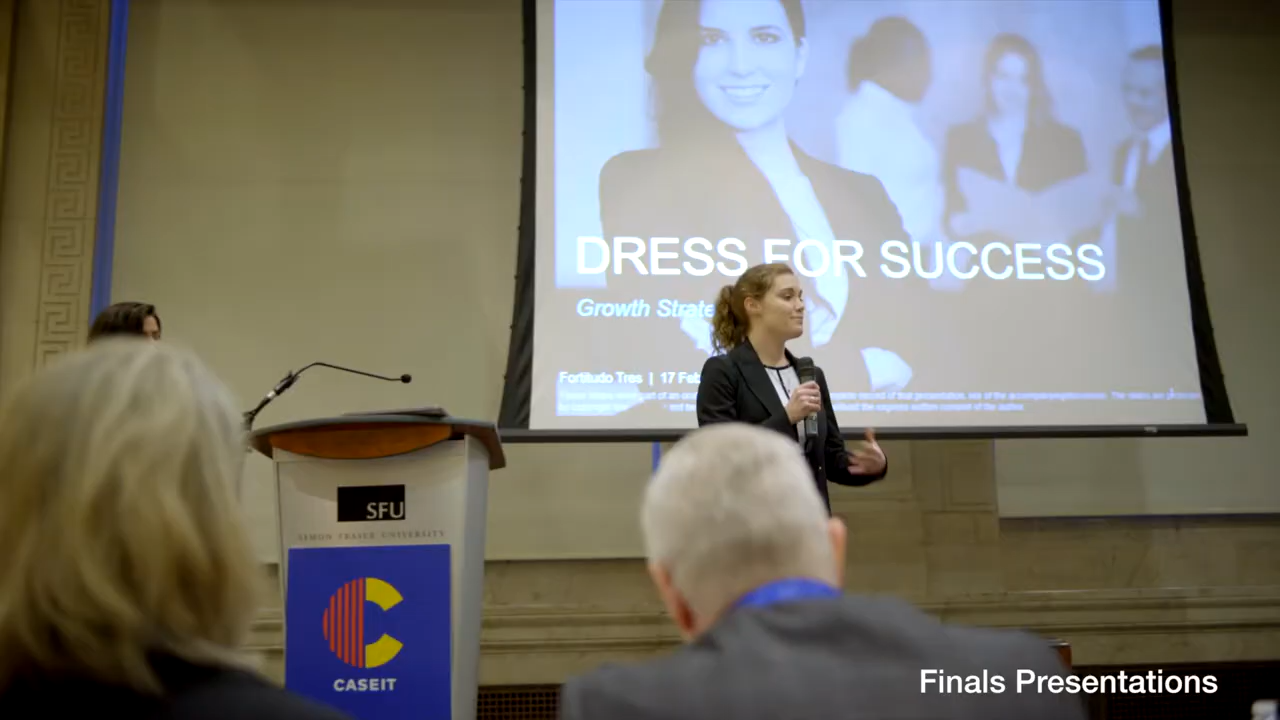 DRESS FOR SUCCESS
Growth Strate
Fortitudo Tres | 17 Feb
SFU
SIMON FRASER UNIVERSITY
CASEIT
Finals Presentations